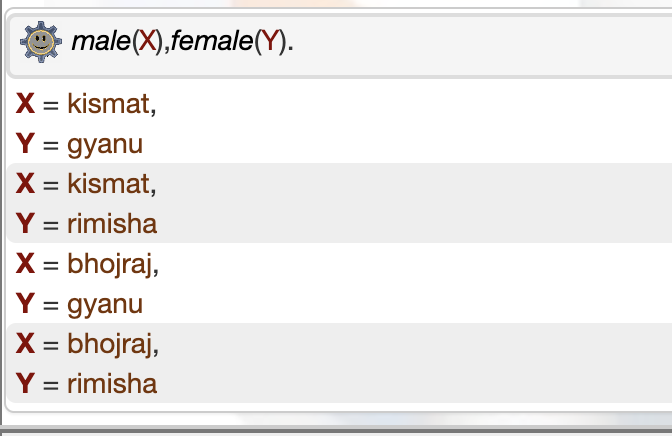 male(X),female(Y).
X = kismat,
Y = gyanu
X = kismat,
Y = rimisha
X = bhojraj,
Y = gyanu
X = bhojraj,
Y = rimisha